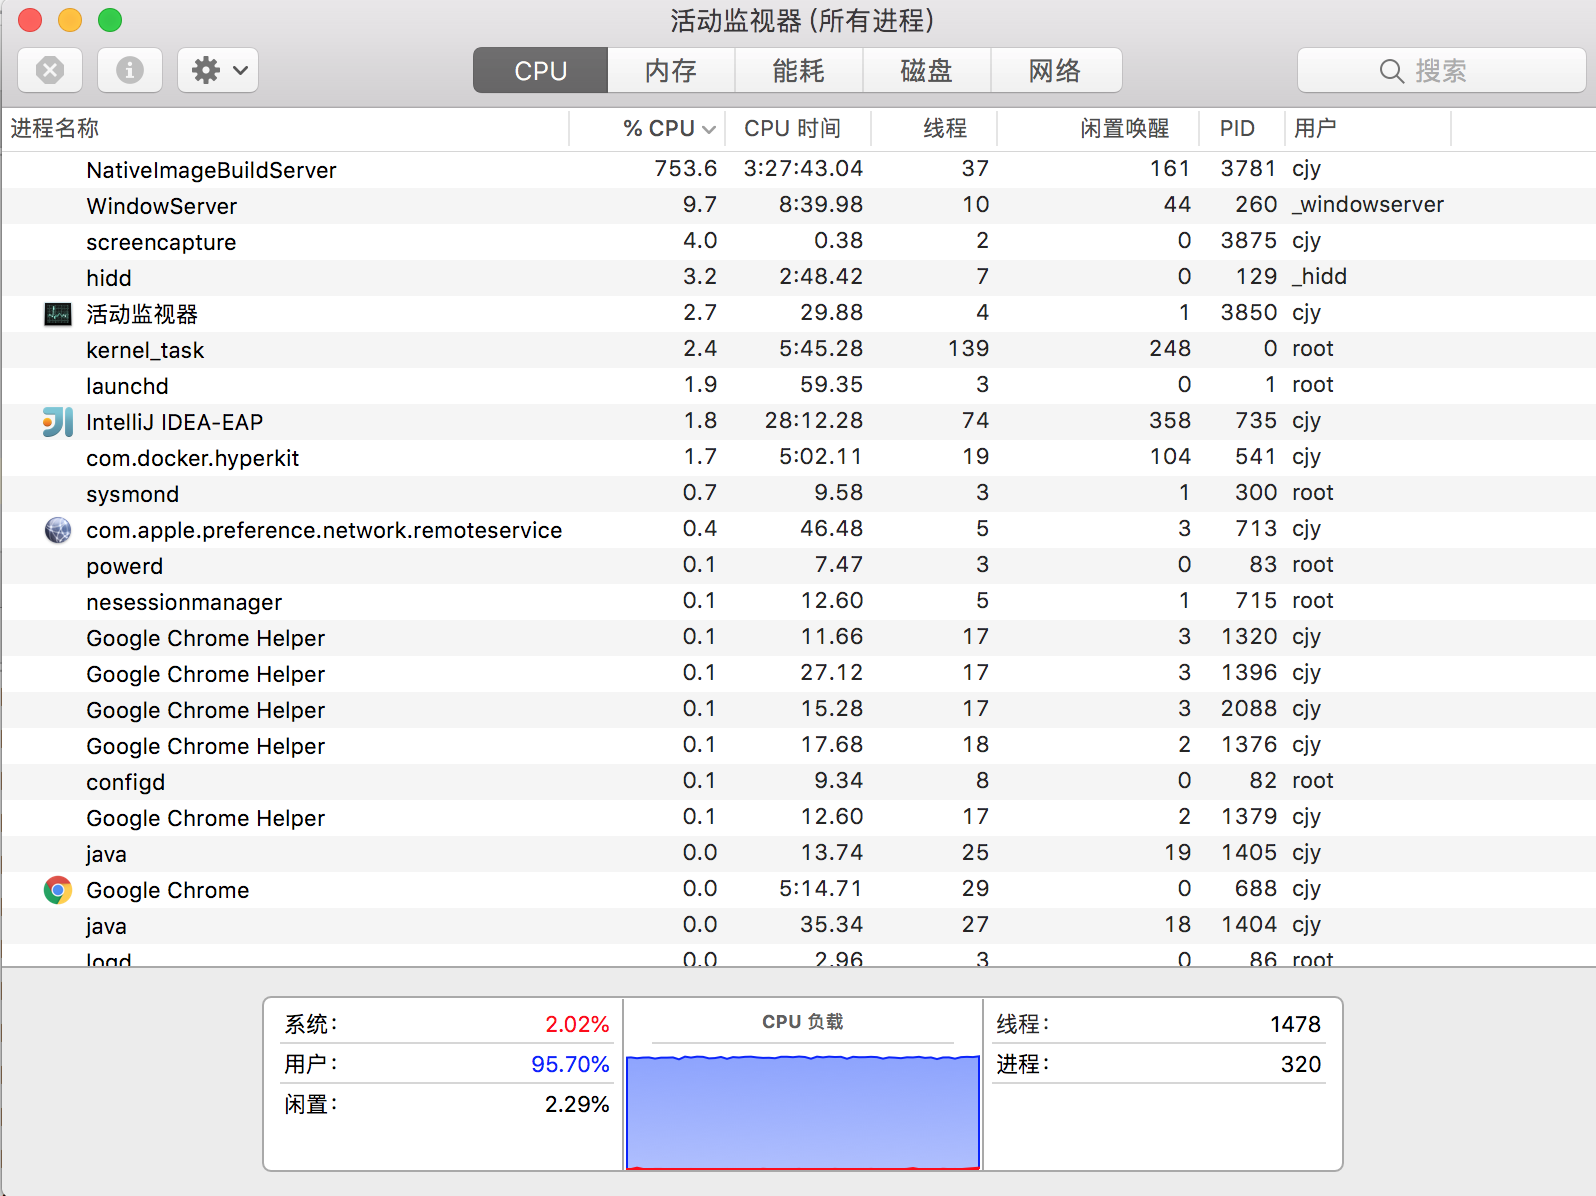 活动监视器 (所有进程)
CPU 内存 能耗 磁盘 网络 搜索
进程名称 % CPU CPU 时间 线程 闲置唤醒 PID 用户
NativeImageBuildServer 753.6 3:27:43.04 37 161 3781 cjy
WindowServer 9.7 8:39.98 10 44 260 _windowserver
screencapture 4.0 0.38 2 0 3875 cjy
hidd 3.2 2:48.42 7 0 129 _hidd
活动监视器 2.7 29.88 4 1 3850 cjy
kernel_task 2.4 5:45.28 139 248 0 root
launchd 1.9 59.35 3 0 1 root
IntelliJ IDEA-EAP 1.8 28:12.28 74 358 735 cjy
com.docker.hyperkit 1.7 5:02.11 19 104 541 cjy
sysmond 0.7 9.58 3 1 300 root
com.apple.preference.network.remoteservice 0.4 46.48 5 3 713 cjy
powerd 0.1 7.47 3 0 83 root
nesessionmanager 0.1 12.60 5 1 715 root
Google Chrome Helper 0.1 11.66 17 3 1320 cjy
Google Chrome Helper 0.1 27.12 17 3 1396 cjy
Google Chrome Helper 0.1 15.28 17 3 2088 cjy
Google Chrome Helper 0.1 17.68 18 2 1376 cjy
configd 0.1 9.34 8 0 82 root
Google Chrome Helper 0.1 12.60 17 2 1379 cjy
java 0.0 13.74 25 19 1405 cjy
Google Chrome 0.0 5:14.71 29 0 688 cjy
java 0.0 35.34 27 18 1404 cjy
logd 0.0 2.96 3 0 86 root
系统: 2.02%
用户: 95.70%
闲置: 2.29%
CPU 负载
线程: 1478
进程: 320